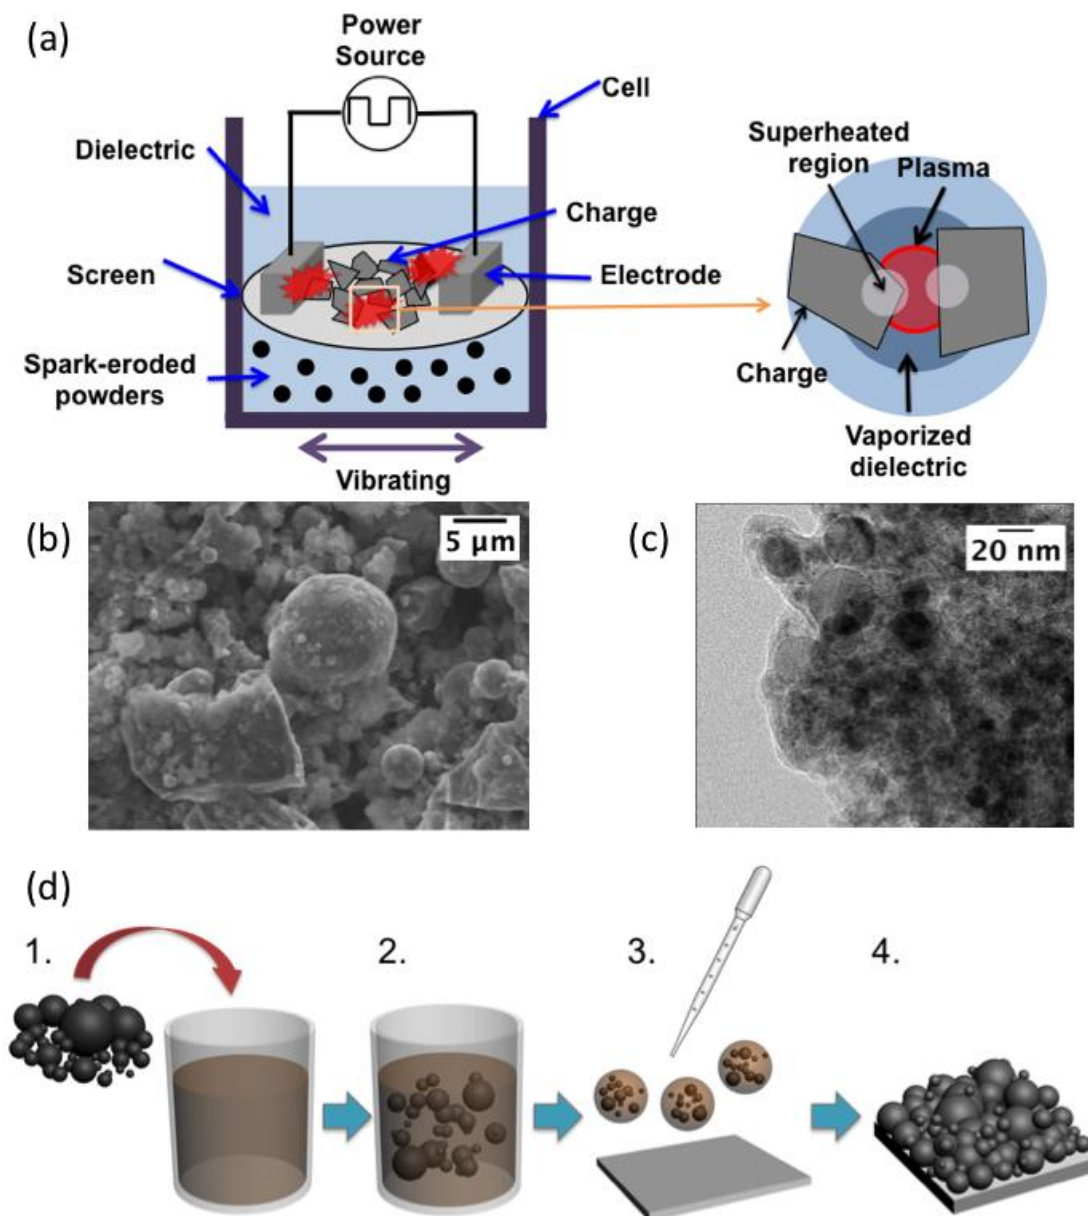 (a)
Power
Source
Cell
Dielectric
Charge
Screen
Electrode
Spark-eroded
powders
Vibrating
Superheated
region
Plasma
Charge
Vaporized
dielectric
(b)
5 µm
(c)
20 nm
(d)
1.
2.
3.
4.